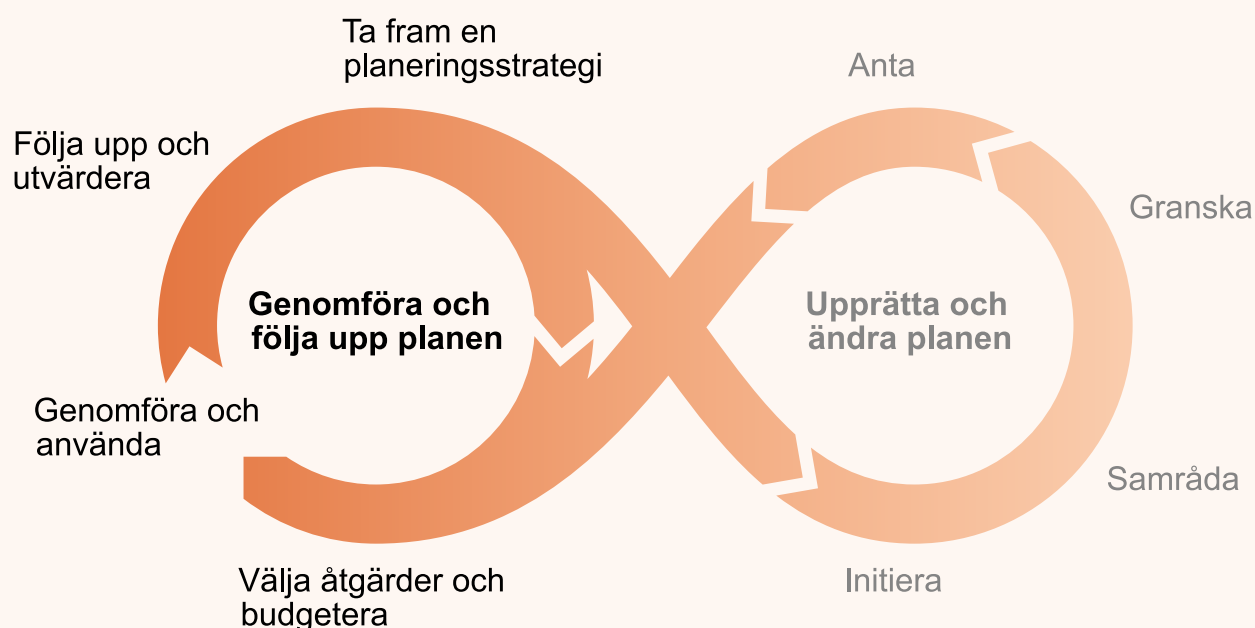 Ta fram en
planeringsstrategi
Anta
Följa upp och
utvärdera
Granska
Genomföra och
följa upp planen
Upprätta och
ändra planen
Genomföra och
använda
Samråda
Välja åtgärder och
budgetera
Initiera